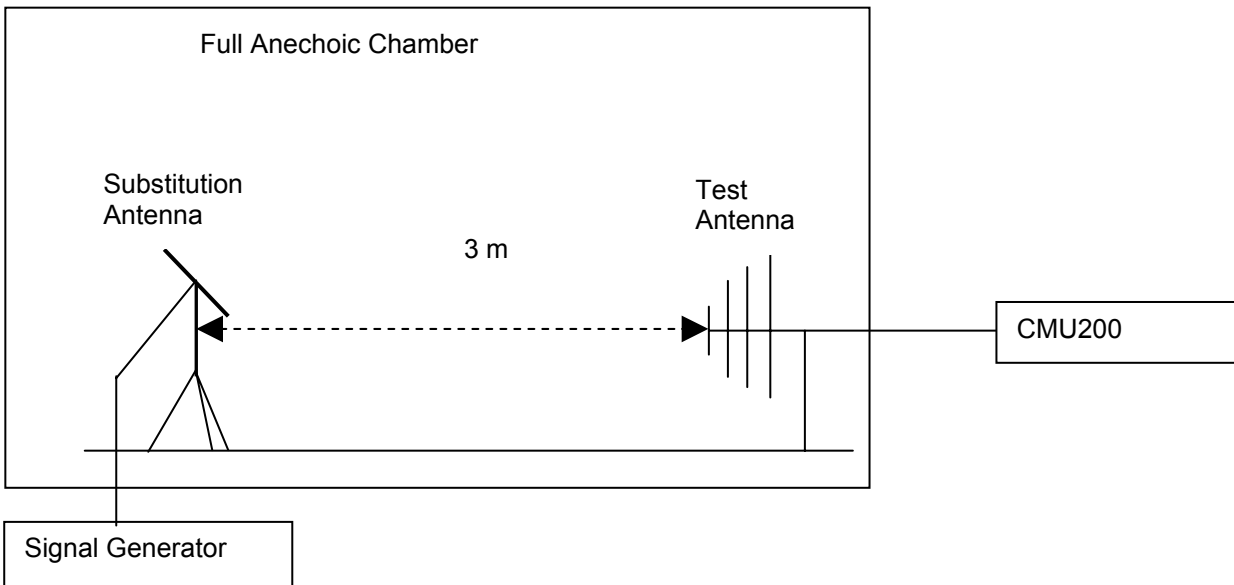 Full Anechoic Chamber
Substitution
Antenna
Test
Antenna
3 m
CMU200
Signal Generator